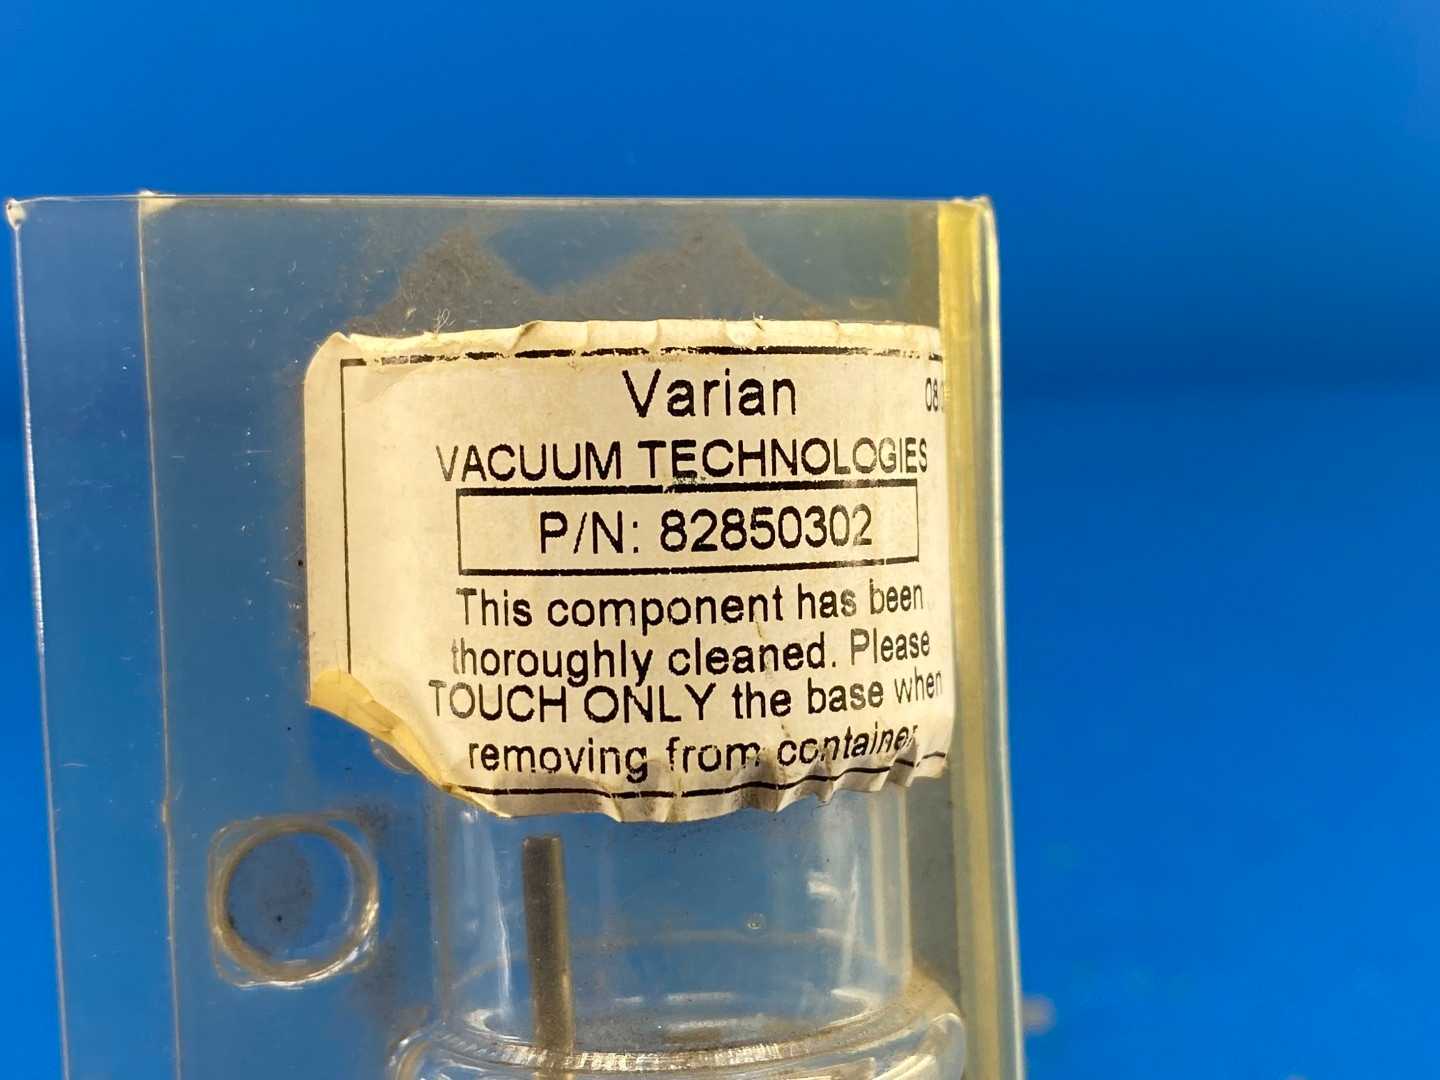 Varian
VACUUM TECHNOLOGIES
P/N: 82850302
This component has been
thoroughly cleaned. Please
TOUCH ONLY the base when
removing from container